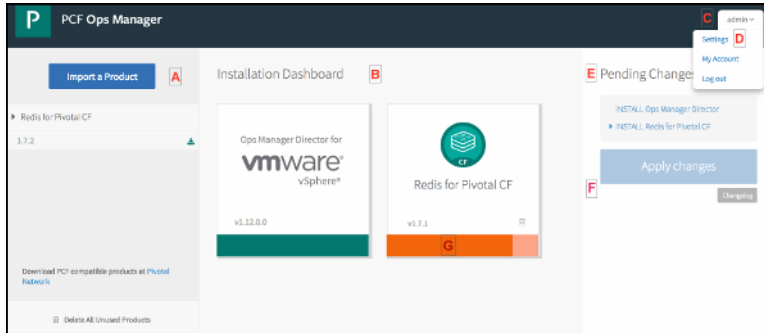 P PCF Ops Manager C admin
Settings D
My Account
Log out
Import a Product A
Installation Dashboard B
E Pending Changes
Redis for Pivotal CF
1.7.2
INSTALL Ops Manager Director
INSTALL Redis for Pivotal CF
Ops Manager Director for
vmware
vSphere®
CF
Redis for Pivotal CF
Apply changes
F
Changelog
v1.12.0.0
v1.7.1
G
Download PCF compatible products at Pivotal
Network
Delete All Unused Products